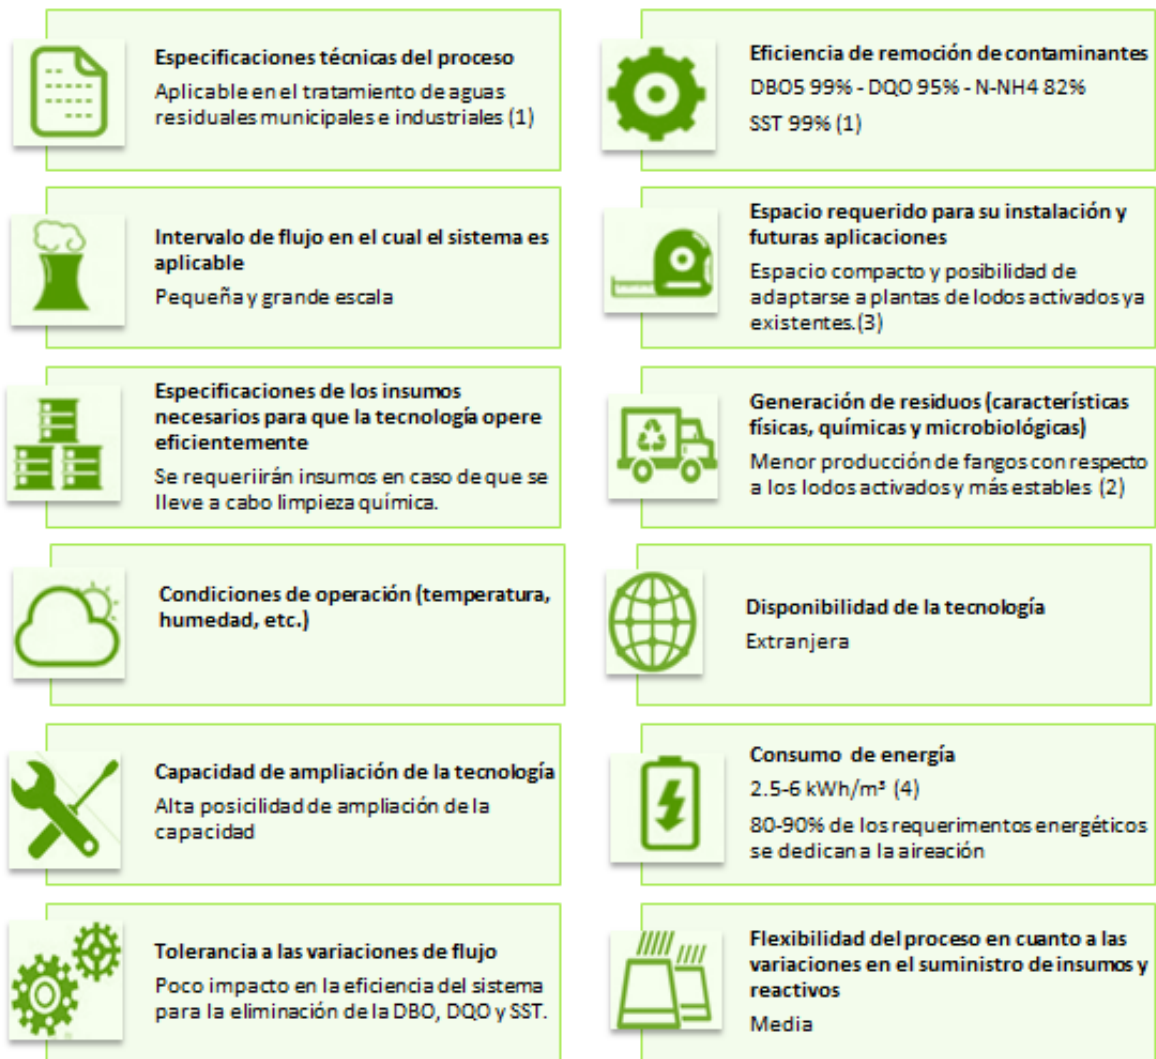 Especificaciones técnicas del proceso
Aplicable en el tratamiento de aguas
residuales municipales e industriales (1)
Eficiencia de remoción de contaminantes
DBO5 99% - DQO 95% - N-NH4 82%
SST 99% (1)
Intervalo de flujo en el cual el sistema es
aplicable
Pequeña y grande escala
Espacio requerido para su instalación y
futuras aplicaciones
Espacio compacto y posibilidad de
adaptarse a plantas de lodos activados ya
existentes.(3)
Especificaciones de los insumos
necesarios para que la tecnología opere
eficientemente
Se requeriirán insumos en caso de que se
lleve a cabo limpieza química.
Generación de residuos (características
físicas, químicas y microbiológicas)
Menor producción de fangos con respecto
a los lodos activados y más estables (2)
Condiciones de operación (temperatura,
humedad, etc.)
Disponibilidad de la tecnología
Extranjera
Capacidad de ampliación de la tecnología
Alta posicilidad de ampliación de la
capacidad
Consumo de energía
2.5-6 kWh/m³ (4)
80-90% de los requerimentos energéticos
se dedican a la aireación
Tolerancia a las variaciones de flujo
Poco impacto en la eficiencia del sistema
para la eliminación de la DBO, DQO y SST.
Flexibilidad del proceso en cuanto a las
variaciones en el suministro de insumos y
reactivos
Media